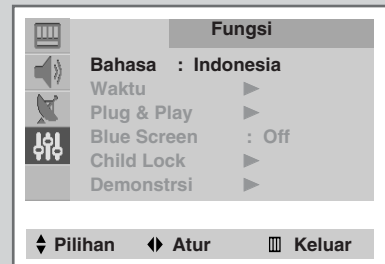 Fungsi
Bahasa : Indonesia
Waktu
Plug & Play
Blue Screen : Off
Child Lock
Demonstrsi
Pilihan Atur Keluar